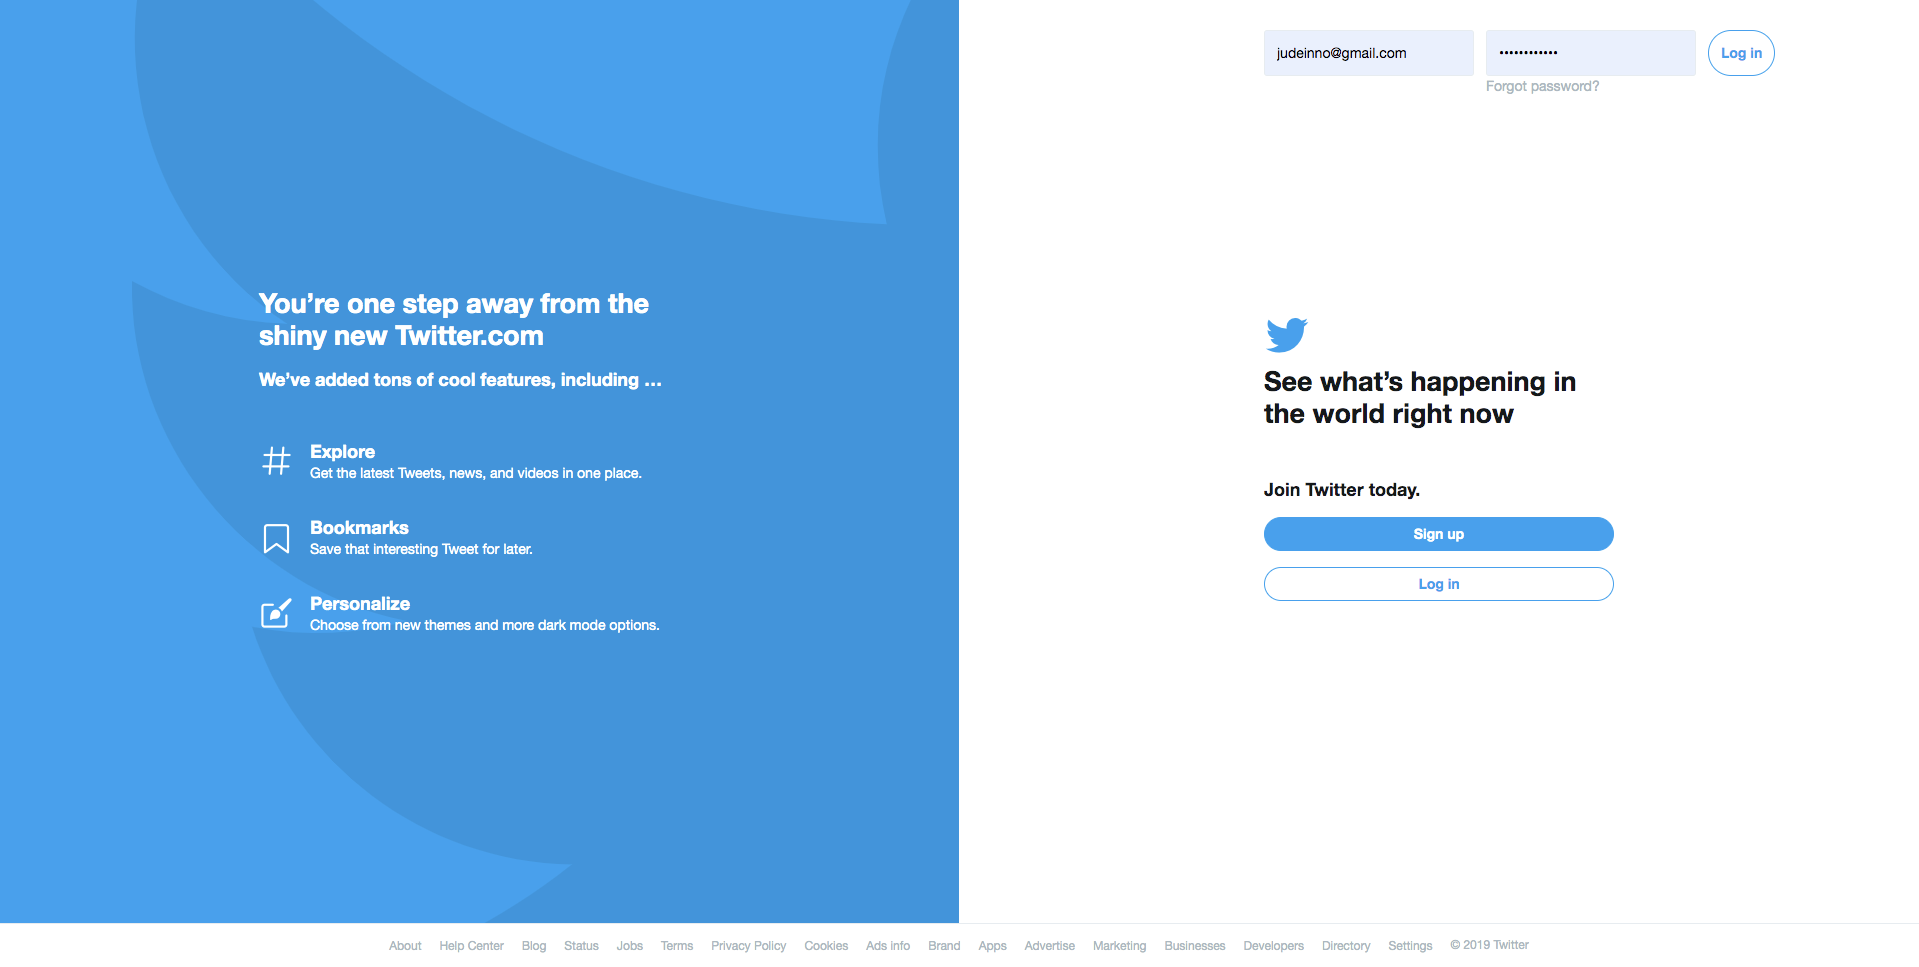 judeinno@gmail.com
••••••••••••
Log in
Forgot password?
You’re one step away from the
shiny new Twitter.com
We’ve added tons of cool features, including …
Explore
Get the latest Tweets, news, and videos in one place.
Bookmarks
Save that interesting Tweet for later.
Personalize
Choose from new themes and more dark mode options.
See what’s happening in
the world right now
Join Twitter today.
Sign up
Log in
About Help Center Blog Status Jobs Terms Privacy Policy Cookies Ads info Brand Apps Advertise Marketing Businesses Developers Directory Settings © 2019 Twitter